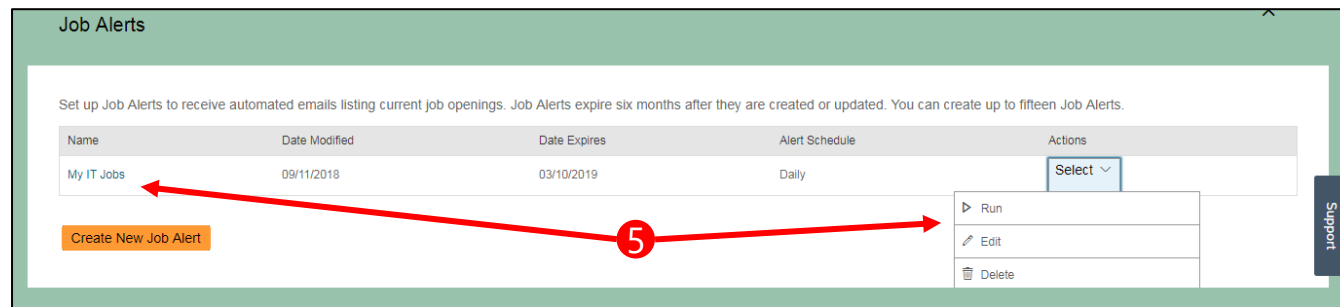 Job Alerts
Set up Job Alerts to receive automated emails listing current job openings. Job Alerts expire six months after they are created or updated. You can create up to fifteen Job Alerts.
Name Date Modified Date Expires Alert Schedule Actions
My IT Jobs 09/11/2018 03/10/2019 Daily Select
Run
Create New Job Alert
5
Edit
Delete
Support